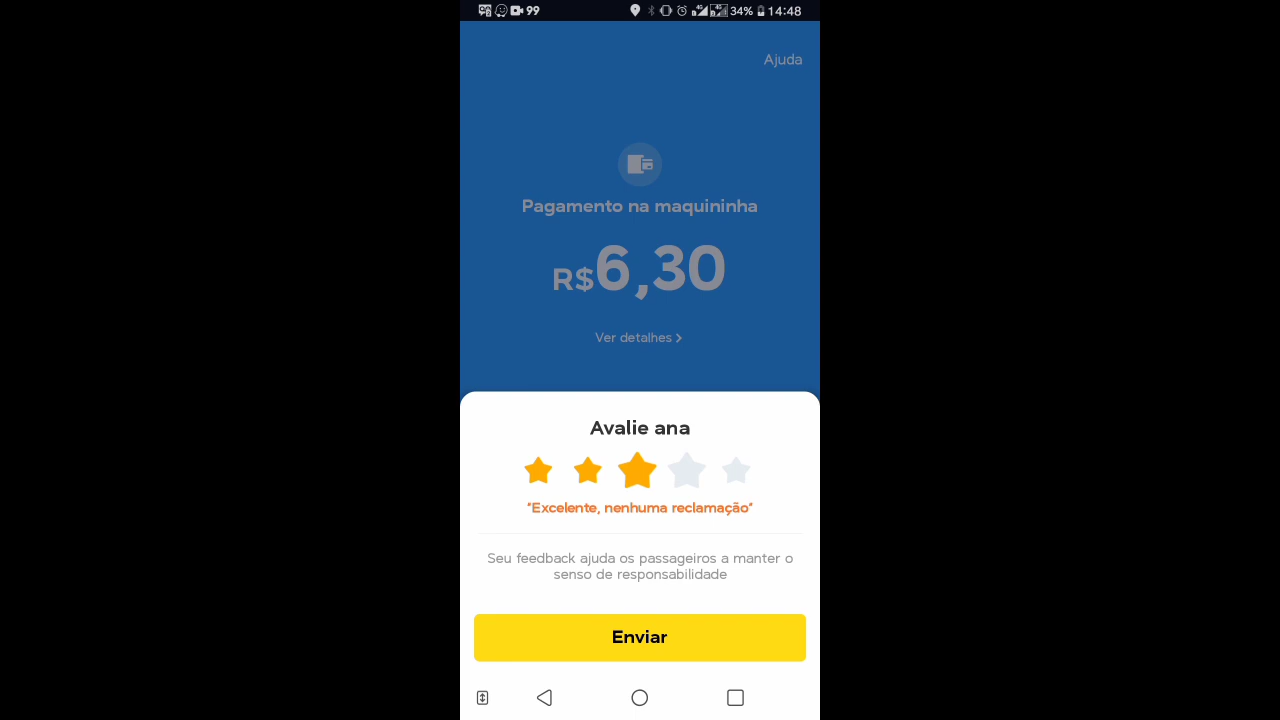 99
34% 14:48
Ajuda
Pagamento na maquininha
R$6,30
Ver detalhes
Avalie ana
"Excelente, nenhuma reclamação"
Seu feedback ajuda os passageiros a manter o
senso de responsabilidade
Enviar